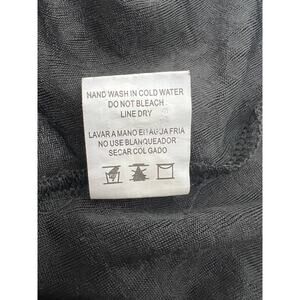 HAND WASH IN COLD WATER
DO NOT BLEACH
LINE DRY
LAVAR A MANO EN AGUA FRIA
NO USE BLANQUEADOR
SECAR COLGADO